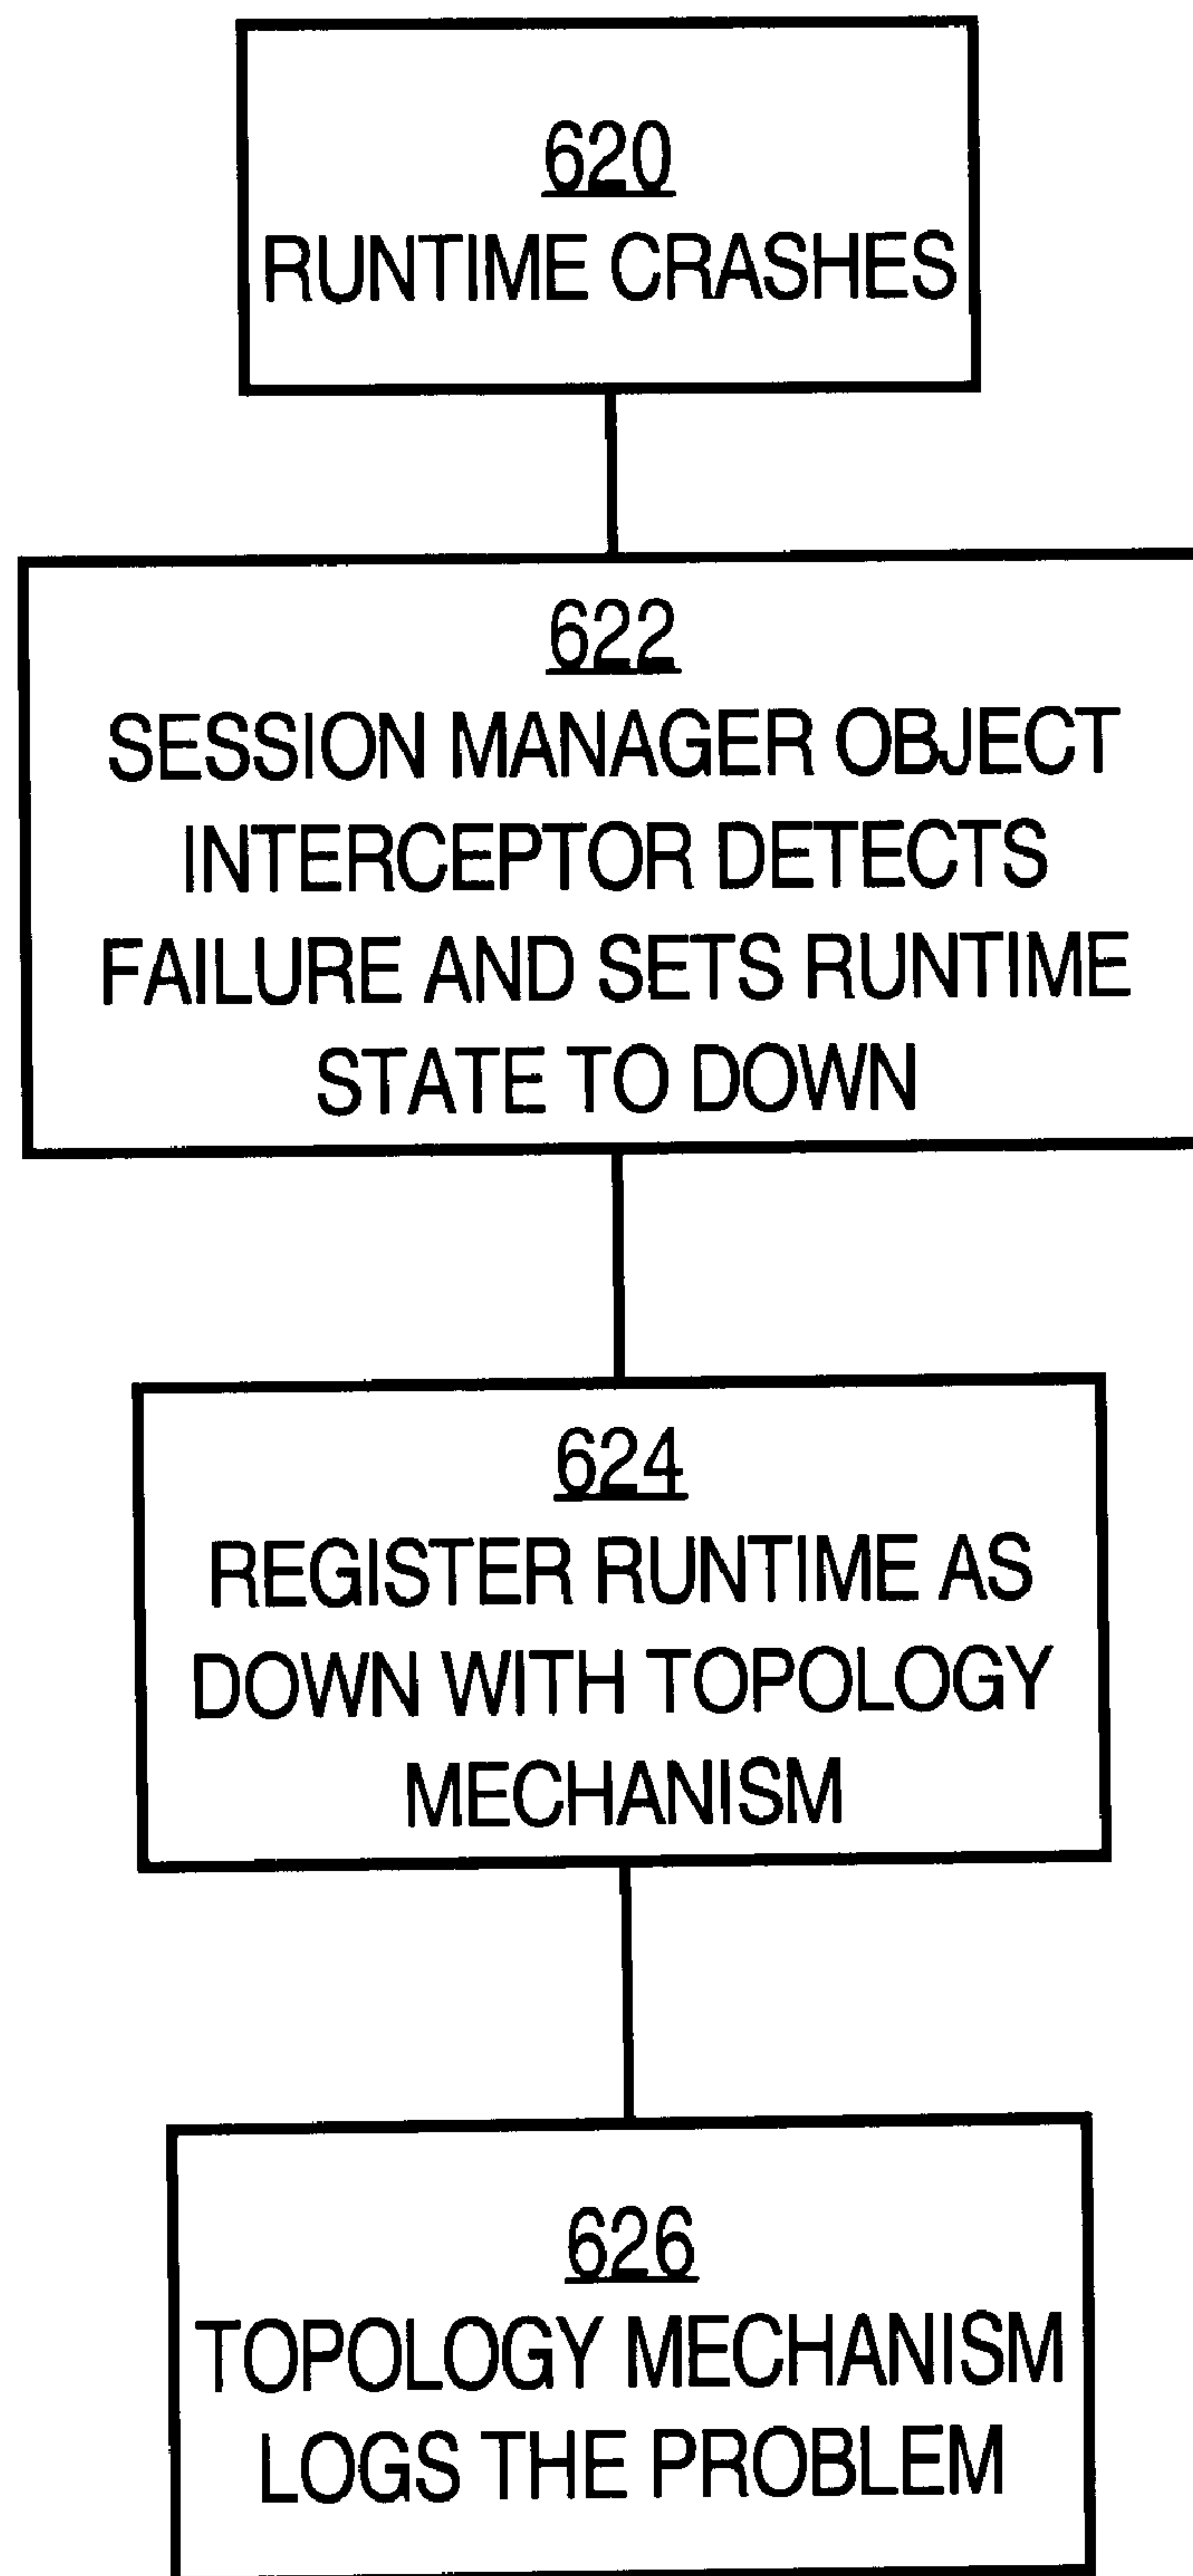 620
RUNTIME CRASHES
622
SESSION MANAGER OBJECT
INTERCEPTOR DETECTS
FAILURE AND SETS RUNTIME
STATE TO DOWN
624
REGISTER RUNTIME AS
DOWN WITH TOPOLOGY
MECHANISM
626
TOPOLOGY MECHANISM
LOGS THE PROBLEM